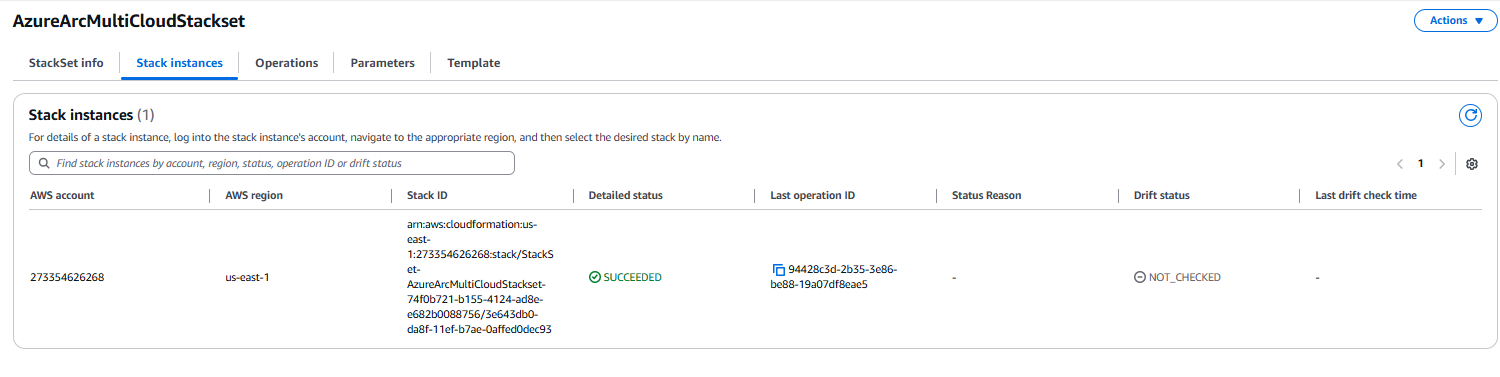 AzureArcMultiCloudStackset
Actions
StackSet info
Stack instances
Operations
Parameters
Template
Stack instances (1)
For details of a stack instance, log into the stack instance's account, navigate to the appropriate region, and then select the desired stack by name.
Find stack instances by account, region, status, operation ID or drift status
1
AWS account
AWS region
Stack ID
Detailed status
Last operation ID
Status Reason
Drift status
Last drift check time
273354626268
us-east-1
arn:aws:cloudformation:us-
east-
1:273354626268:stack/StackS
et-
AzureArcMultiCloudStackset-
74f0b721-b155-4124-ad8e-
e682b0088756/3e643db0-
da8f-11ef-b7ae-0affed0dec93
SUCCEEDED
94428c3d-2b35-3e86-
be88-19a07df8eae5
-
NOT_CHECKED
-